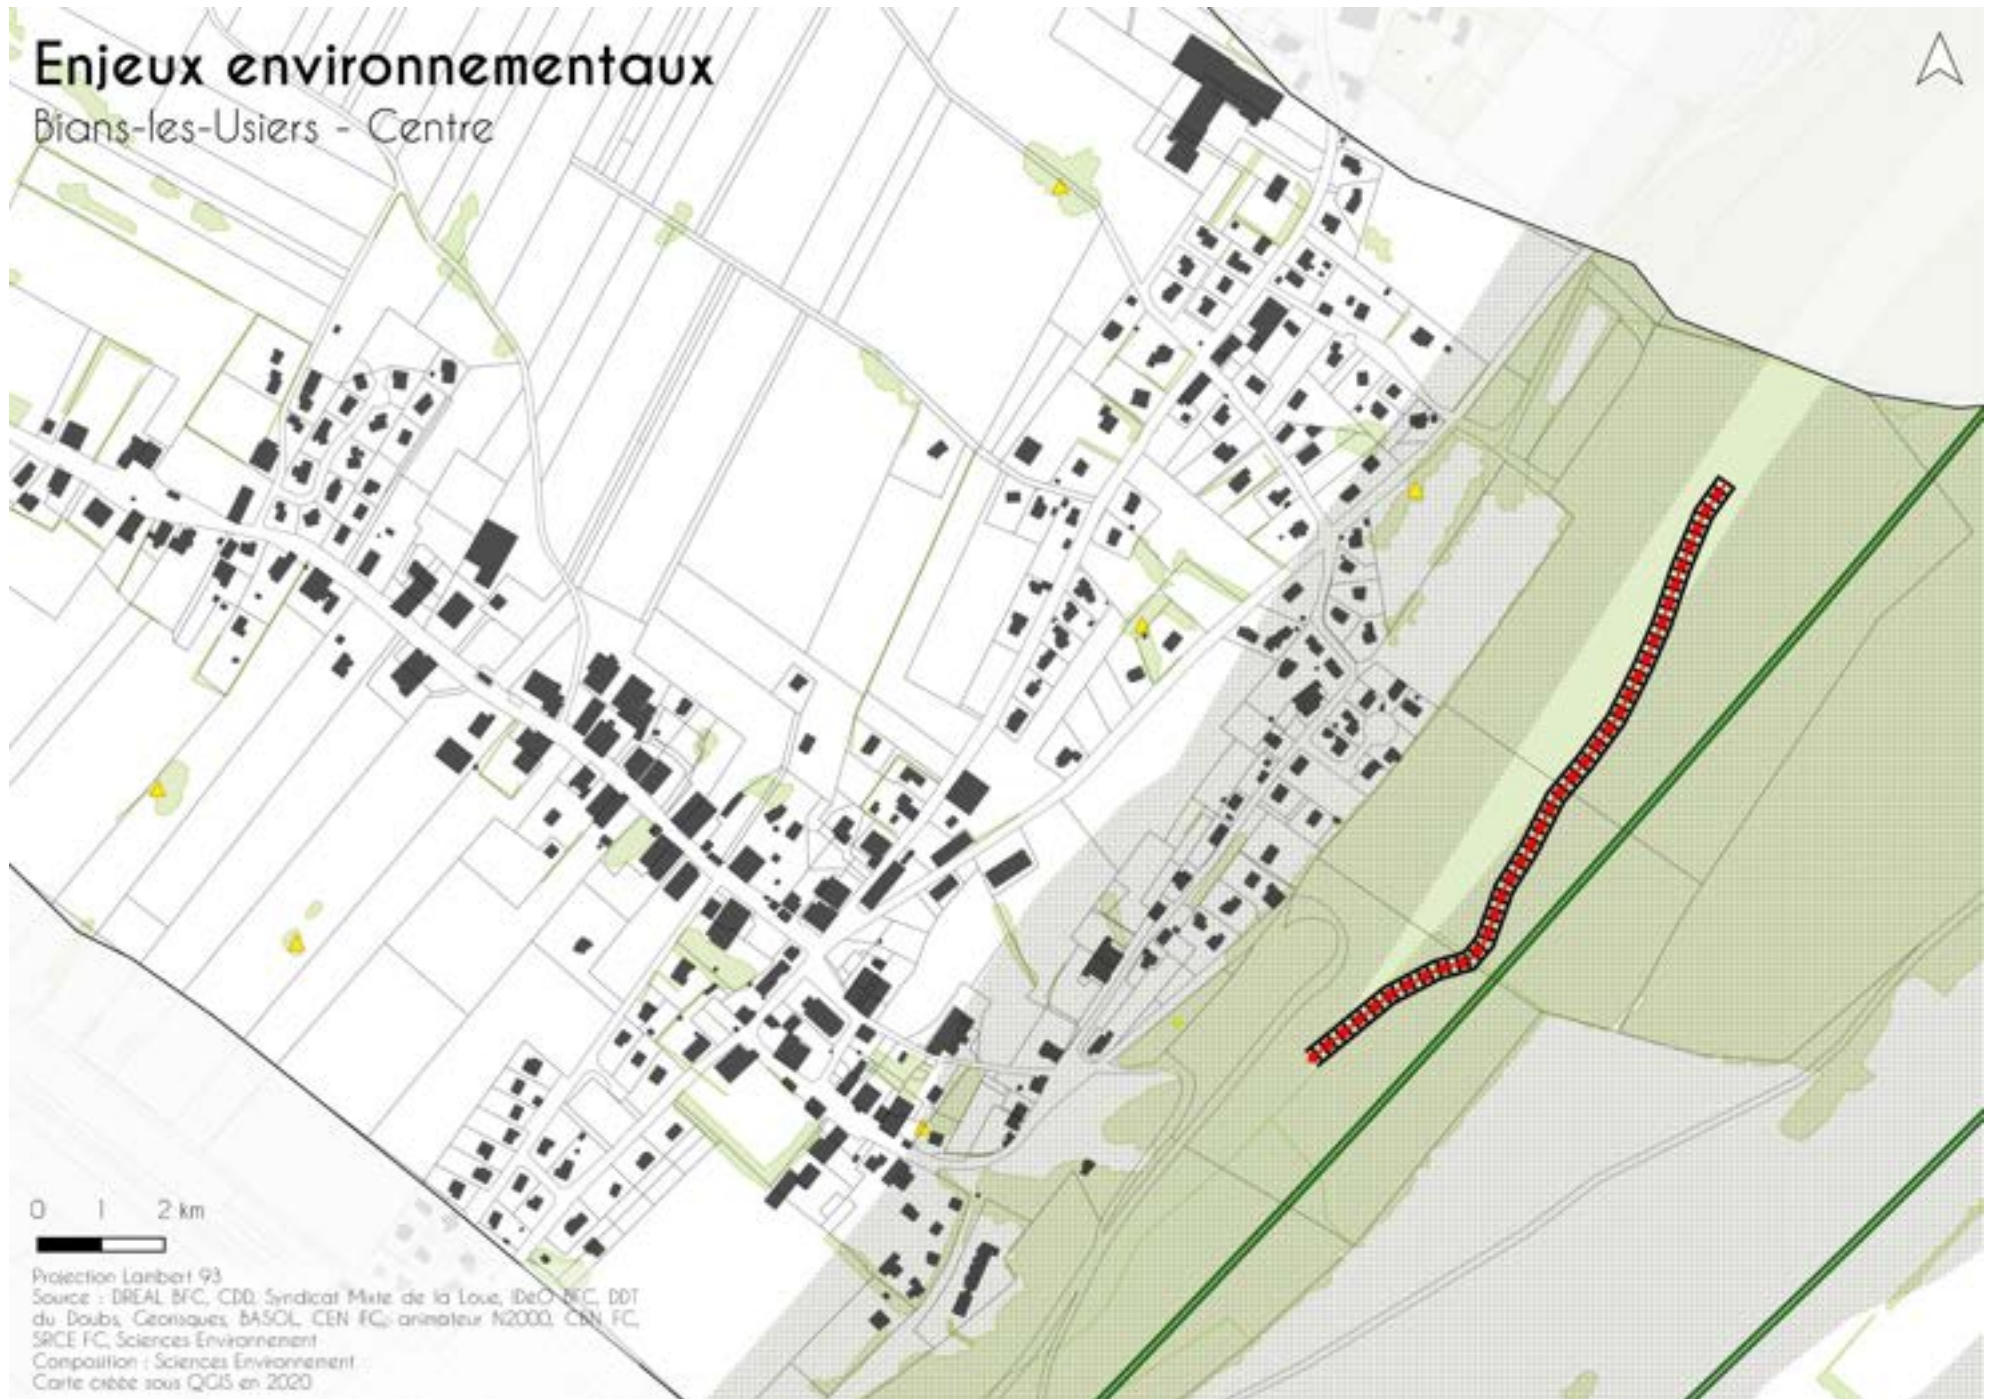 Enjeux environnementaux
Bians-les-Usiers - Centre
0 1 2 km
Projection Lambert 93
Source : DREAL BFC, CDD, Syndicat Mixte de la Loue, IDeO BFC, DDT
du Doubs, Géorisques, BASOL, CEN FC, animateur N2000, CBN FC,
SRCE FC, Sciences Environnement
Composition : Sciences Environnement
Carte créée sous QGIS en 2020